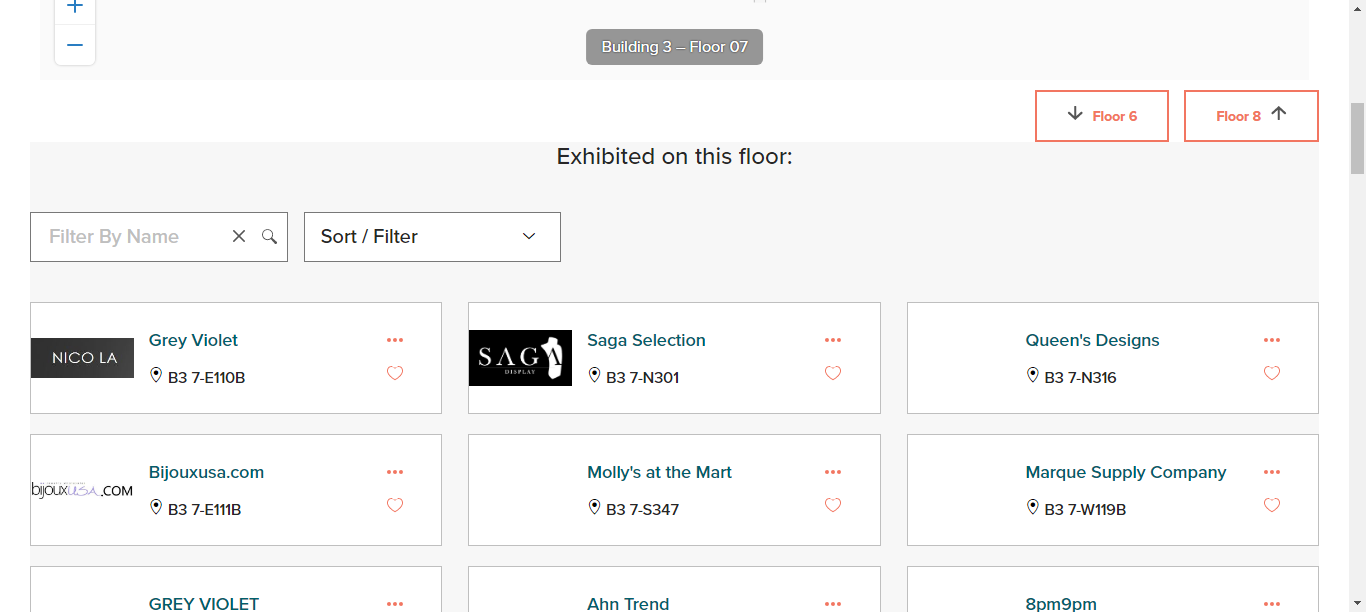 Building 3 – Floor 07
Floor 6
Floor 8
Exhibited on this floor:
Filter By Name
Sort / Filter
NICO LA
Grey Violet
B3 7-E110B
SAGA
DISPLAY
Saga Selection
B3 7-N301
Queen's Designs
B3 7-N316
bijouxusa.COM
Bijouxusa.com
B3 7-E111B
Molly's at the Mart
B3 7-S347
Marque Supply Company
B3 7-W119B
GREY VIOLET
Ahn Trend
8pm9pm